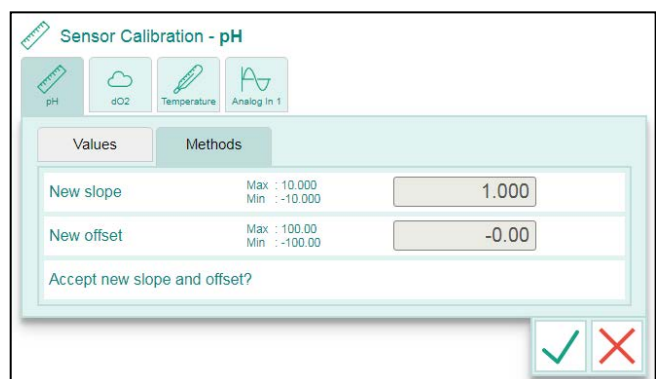 Sensor Calibration - pH
pH dO2 Temperature Analog In 1
Values Methods
New slope Max : 10.000 1.000
Min : -10.000
New offset Max : 100.00 -0.00
Min : -100.00
Accept new slope and offset?